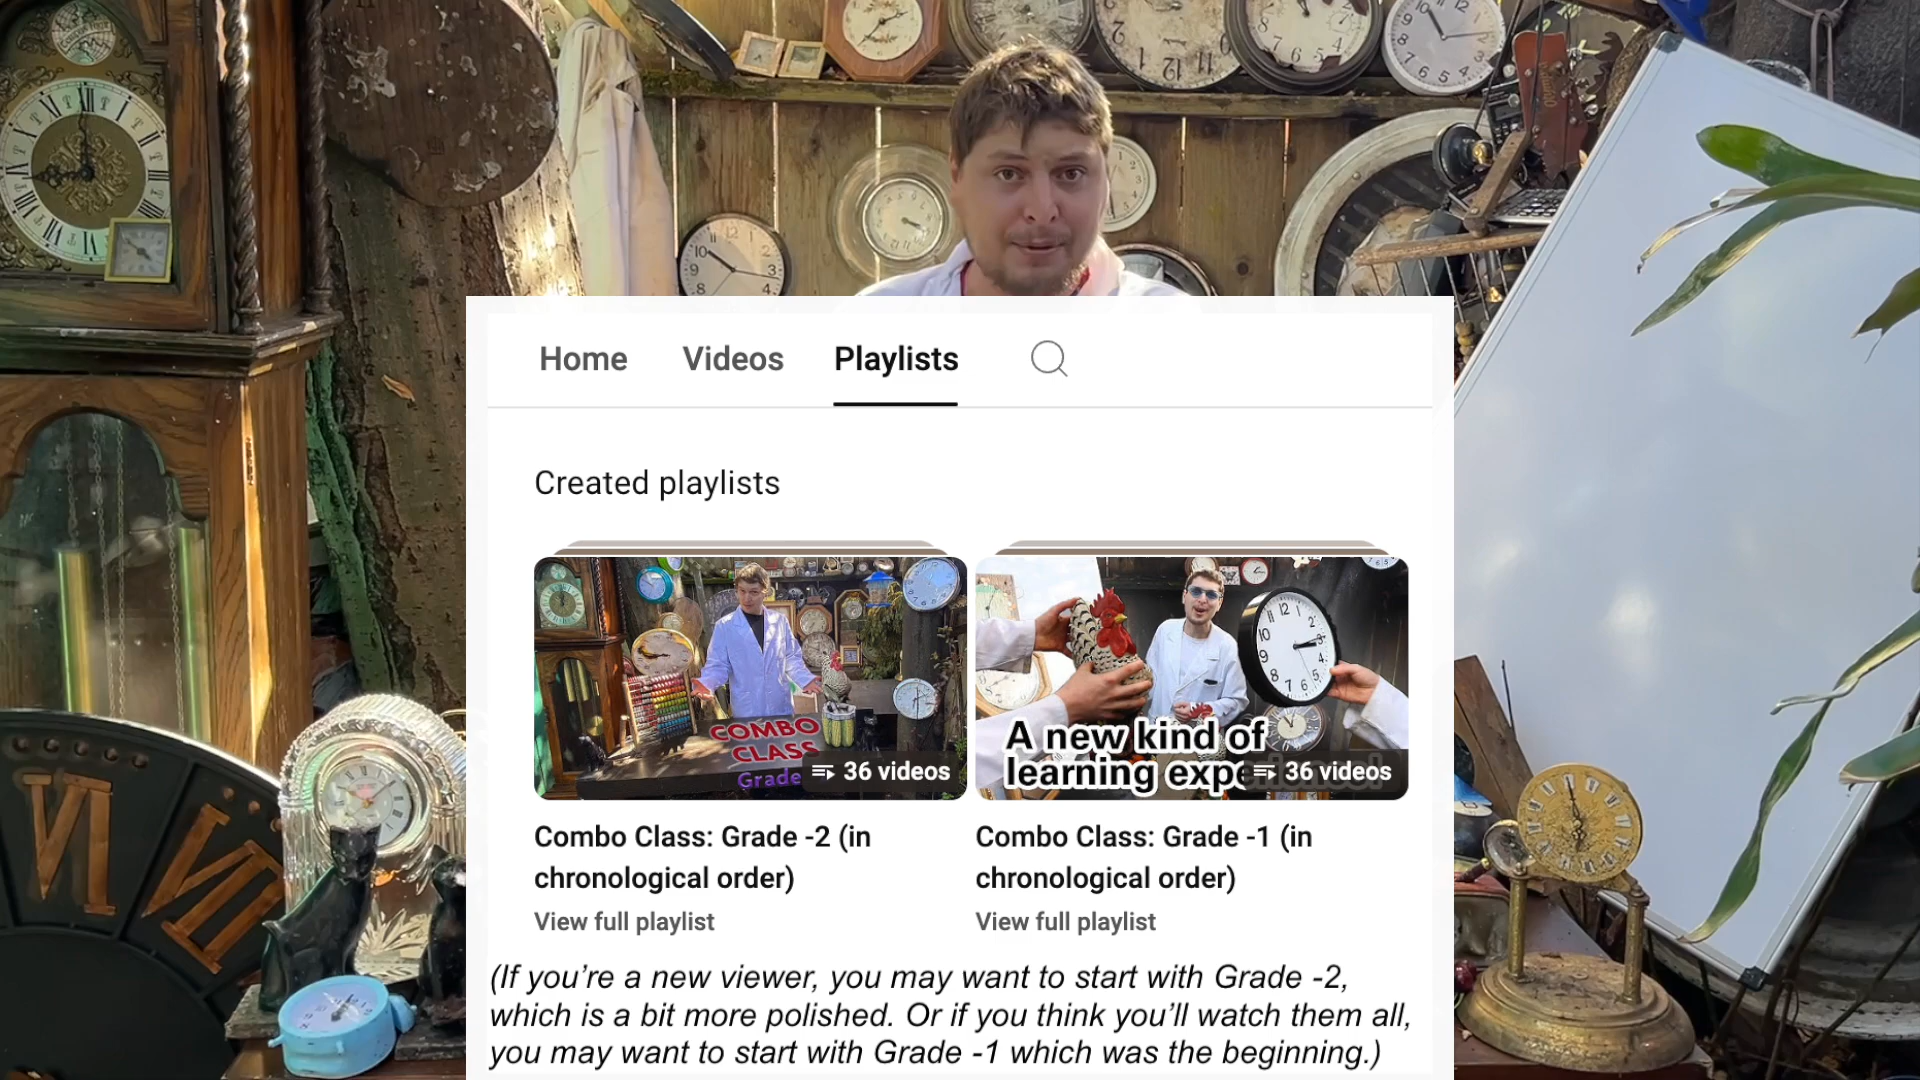 Home Videos Playlists
Created playlists
COMBO
CLASS
Grade
36 videos
A new kind of
learning expe
36 videos
Combo Class: Grade -2 (in
chronological order)
View full playlist
Combo Class: Grade -1 (in
chronological order)
View full playlist
(If you’re a new viewer, you may want to start with Grade -2,
which is a bit more polished. Or if you think you’ll watch them all,
you may want to start with Grade -1 which was the beginning.)
VI
VII